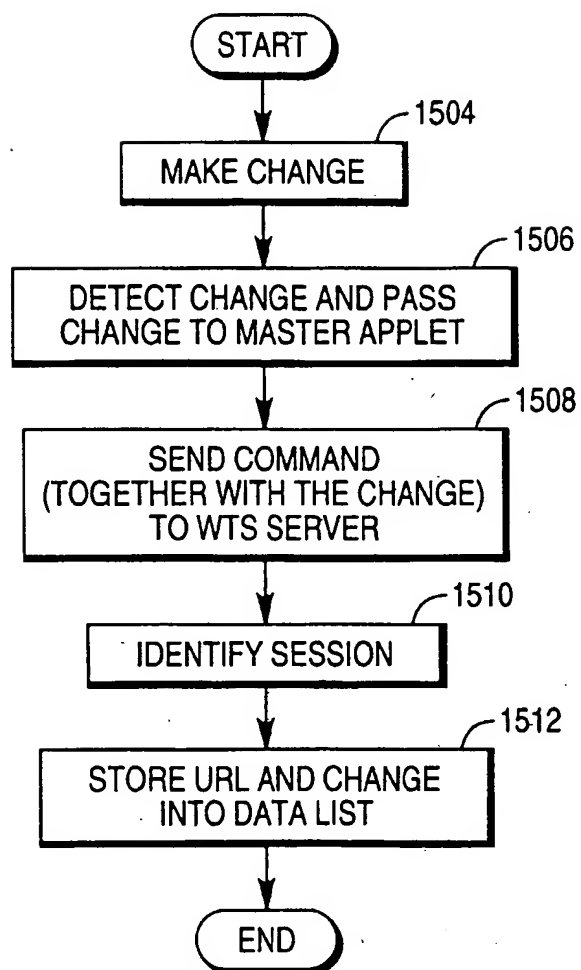 START
1504
MAKE CHANGE
1506
DETECT CHANGE AND PASS
CHANGE TO MASTER APPLET
1508
SEND COMMAND
(TOGETHER WITH THE CHANGE)
TO WTS SERVER
1510
IDENTIFY SESSION
1512
STORE URL AND CHANGE
INTO DATA LIST
END